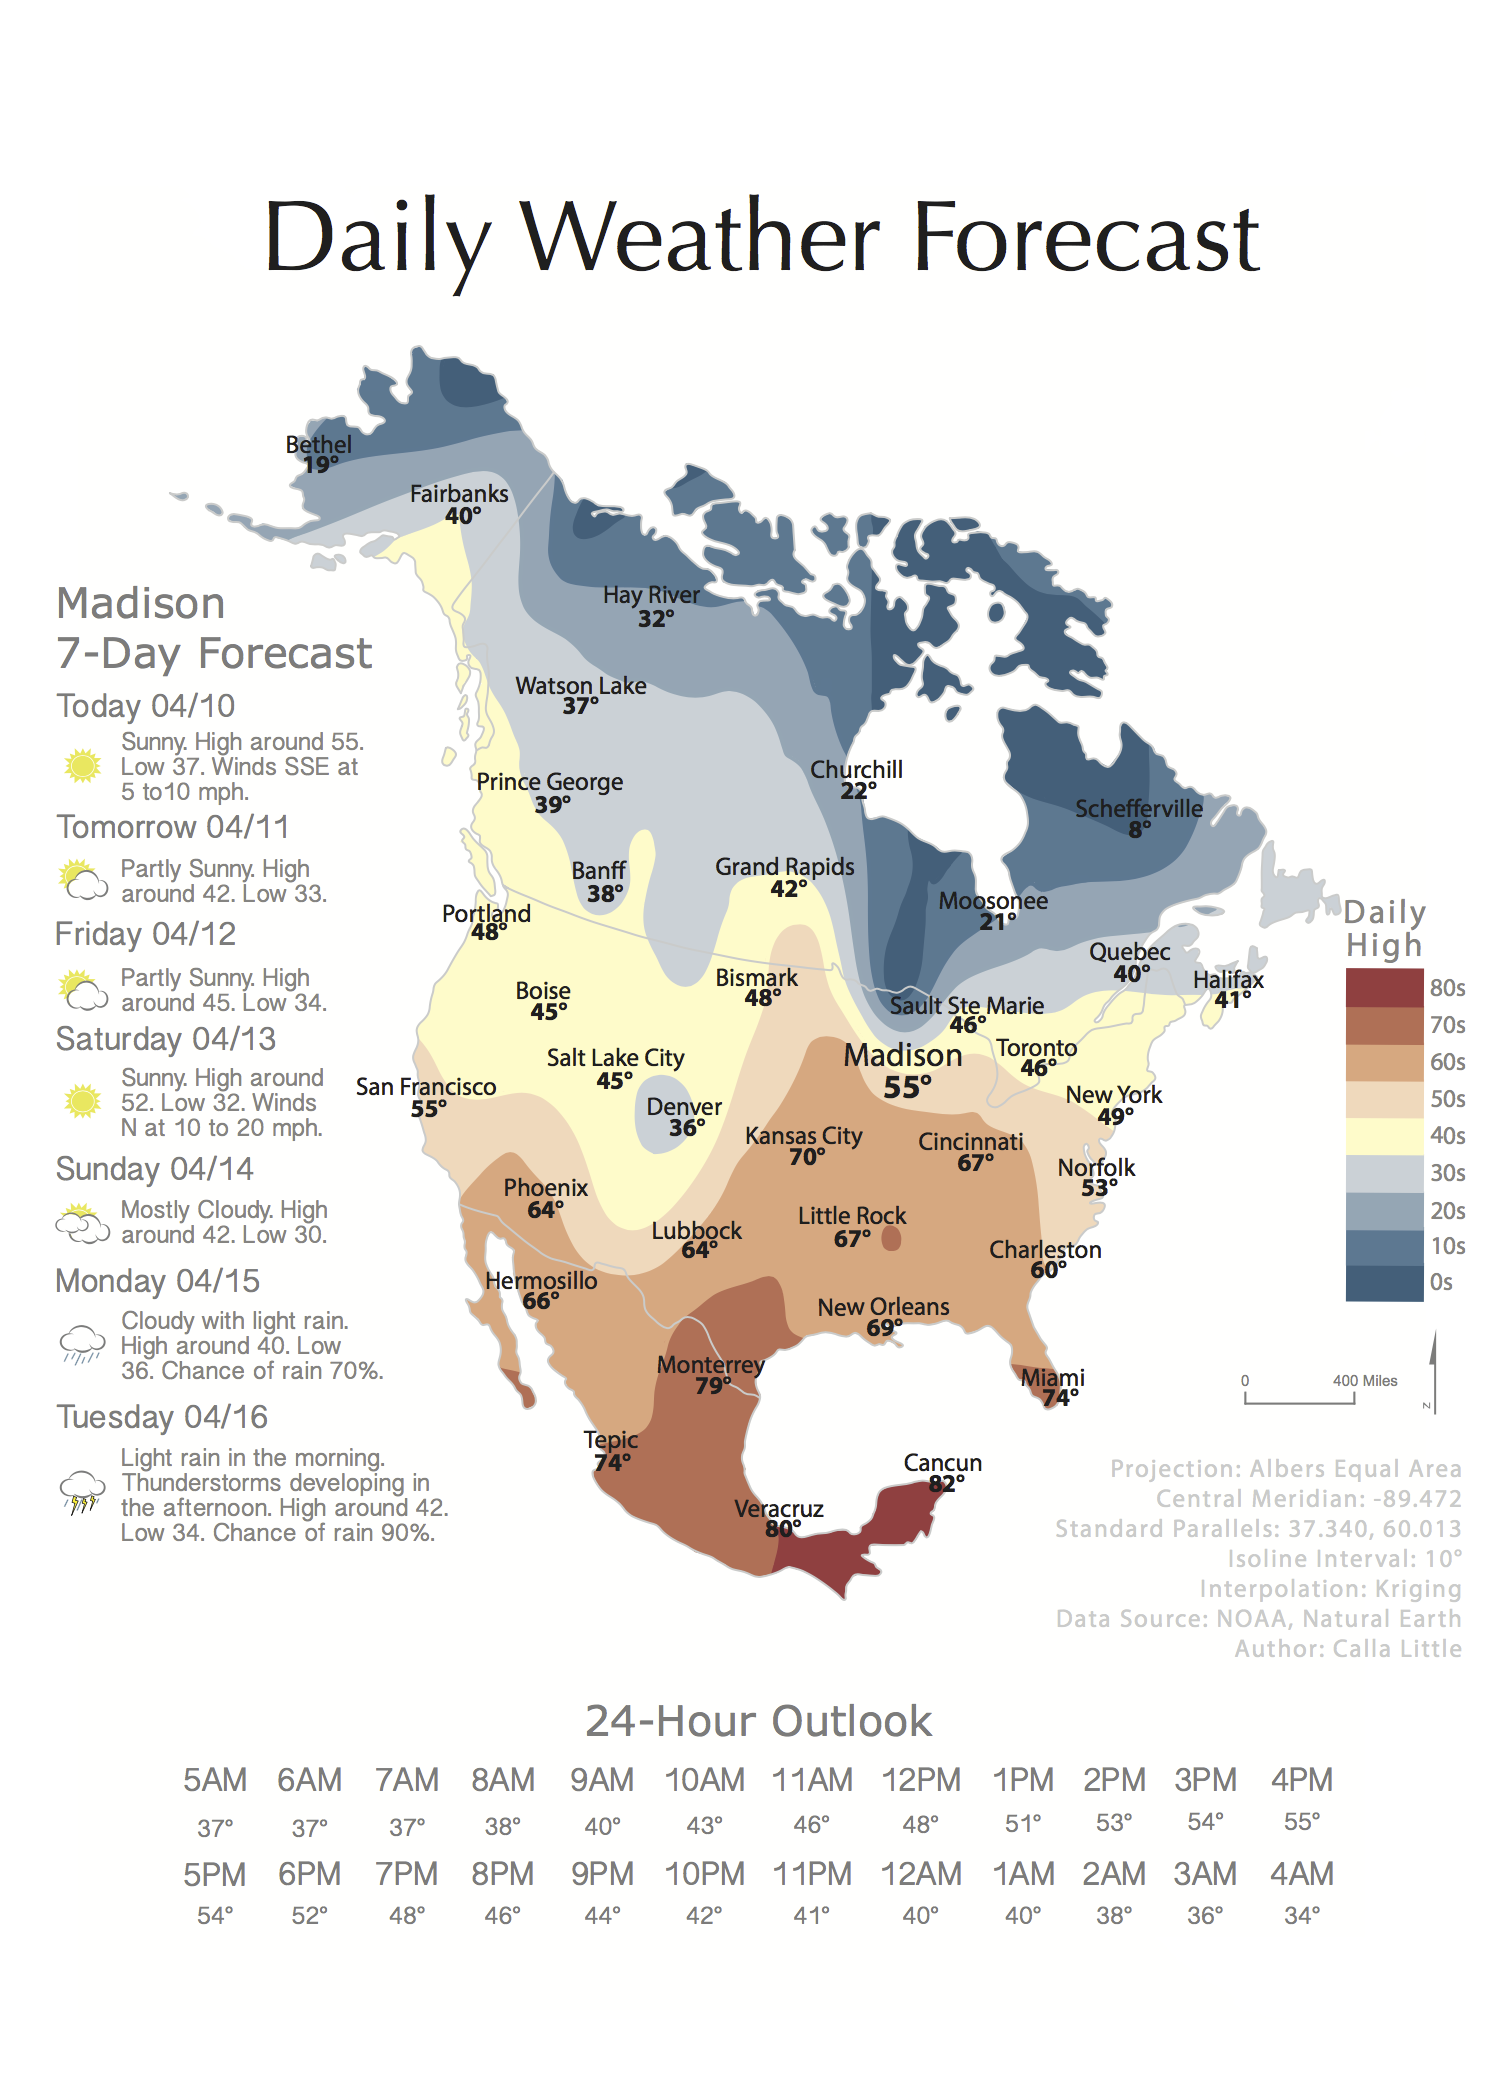 Daily Weather Forecast
Bethel
19°
Fairbanks
40°
Hay River
32°
Watson Lake
37°
Prince George
39°
Churchill
22°
Schefferville
8°
Banff
38°
Grand Rapids
42°
Moosonee
21°
Portland
48°
Quebec
40°
Halifax
41°
Bismark
48°
Boise
45°
Sault Ste Marie
46°
Salt Lake City
45°
Madison
55°
Toronto
46°
San Francisco
55°
Denver
36°
New York
49°
Kansas City
70°
Cincinnati
67°
Norfolk
53°
Phoenix
64°
Lubbock
64°
Little Rock
67°
Charleston
60°
Hermosillo
66°
New Orleans
69°
Monterrey
79°
Miami
74°
Tepic
74°
Cancun
82°
Veracruz
80°
Madison
7-Day Forecast
Today 04/10
Sunny. High around 55.
Low 37. Winds SSE at
5 to10 mph.
Tomorrow 04/11
Partly Sunny. High
around 42. Low 33.
Friday 04/12
Partly Sunny. High
around 45. Low 34.
Saturday 04/13
Sunny. High around
52. Low 32. Winds
N at 10 to 20 mph.
Sunday 04/14
Mostly Cloudy. High
around 42. Low 30.
Monday 04/15
Cloudy with light rain.
High around 40. Low
36. Chance of rain 70%.
Tuesday 04/16
Light rain in the morning.
Thunderstorms developing in
the afternoon. High around 42.
Low 34. Chance of rain 90%.
Daily
High
80s
70s
60s
50s
40s
30s
20s
10s
0s
0 400 Miles
N
Projection: Albers Equal Area
Central Meridian: -89.472
Standard Parallels: 37.340, 60.013
Isoline Interval: 10°
Interpolation: Kriging
Data Source: NOAA, Natural Earth
Author: Calla Little
24-Hour Outlook
5AM 6AM 7AM 8AM 9AM 10AM 11AM 12PM 1PM 2PM 3PM 4PM
37° 37° 37° 38° 40° 43° 46° 48° 51° 53° 54° 55°
5PM 6PM 7PM 8PM 9PM 10PM 11PM 12AM 1AM 2AM 3AM 4AM
54° 52° 48° 46° 44° 42° 41° 40° 40° 38° 36° 34°